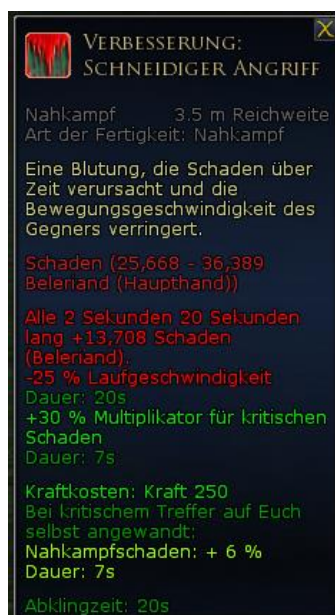 VERBESSERUNG:
SCHNEIDIGER ANGRIFF
Nahkampf 3.5 m Reichweite
Art der Fertigkeit: Nahkampf
Eine Blutung, die Schaden über
Zeit verursacht und die
Bewegungsgeschwindigkeit des
Gegners verringert.
Schaden (25,668 - 36,389
Beleriand (Haupthand))
Alle 2 Sekunden 20 Sekunden
lang +13,708 Schaden
(Beleriand).
-25 % Laufgeschwindigkeit
Dauer: 20s
+30 % Multiplikator für kritischen
Schaden
Dauer: 7s
Kraftkosten: Kraft 250
Bei kritischem Treffer auf Euch
selbst angewandt:
Nahkampfschaden: + 6 %
Dauer: 7s
Abklingzeit: 20s